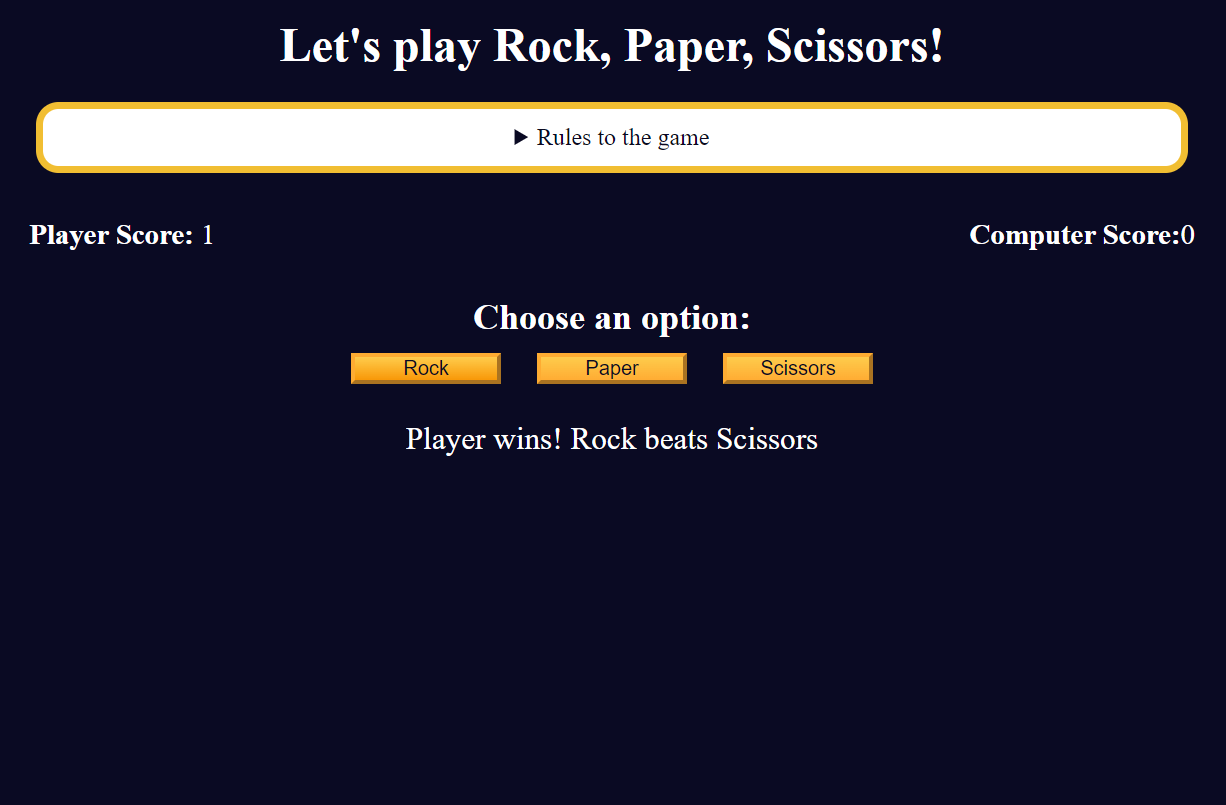 Let's play Rock, Paper, Scissors!
Rules to the game
Player Score: 1
Computer Score:0
Choose an option:
Rock
Paper
Scissors
Player wins! Rock beats Scissors